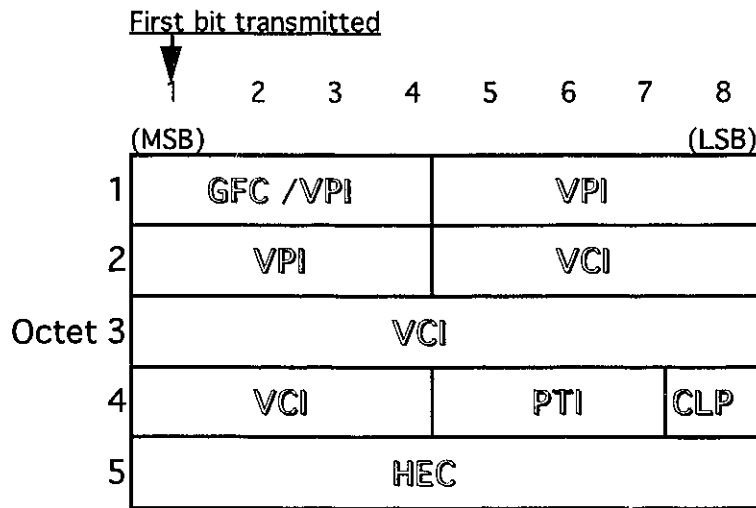 First bit transmitted
1 2 3 4 5 6 7 8
(MSB) (LSB)
1 GFC /VPI VPI
2 VPI VCI
Octet 3 VCI
4 VCI PTI CLP
5 HEC